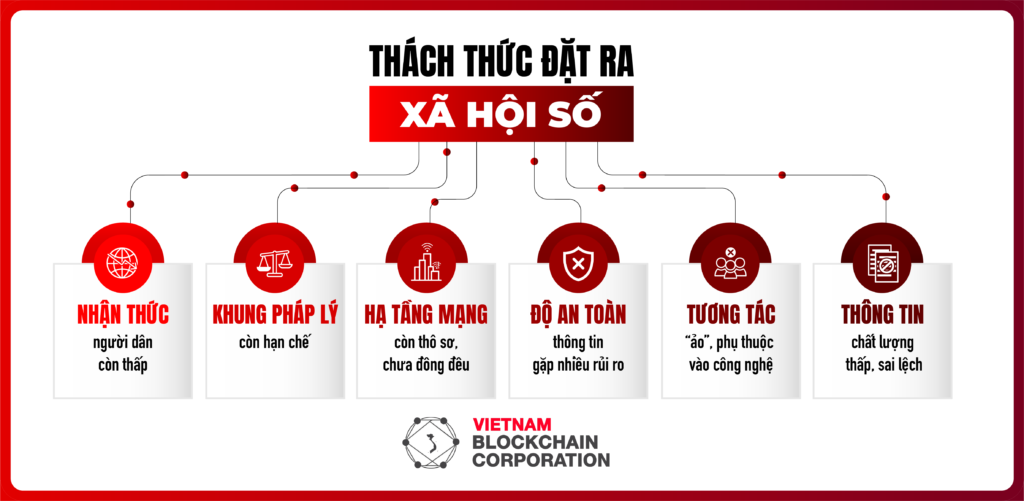 THÁCH THỨC ĐẶT RA
XÃ HỘI SỐ
NHẬN THỨC
người dân
còn thấp
KHUNG PHÁP LÝ
còn hạn chế
HẠ TẦNG MẠNG
còn thô sơ,
chưa đồng đều
ĐỘ AN TOÀN
thông tin
gặp nhiều rủi ro
TƯƠNG TÁC
“ảo”, phụ thuộc
vào công nghệ
THÔNG TIN
chất lượng
thấp, sai lệch
VIETNAM
BLOCKCHAIN
CORPORATION